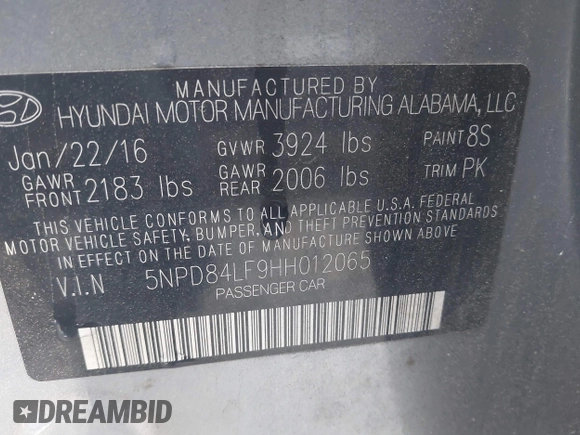 MANUFACTURED BY
HYUNDAI MOTOR MANUFACTURING ALABAMA, LLC
Jan/22/16 GVWR 3924 lbs PAINT 8S
GAWR FRONT 2183 lbs GAWR REAR 2006 lbs TRIM PK
THIS VEHICLE CONFORMS TO ALL APPLICABLE U.S.A. FEDERAL
MOTOR VEHICLE SAFETY, BUMPER, AND THEFT PREVENTION STANDARDS
IN EFFECT ON THE DATE OF MANUFACTURE SHOWN ABOVE.
V.I.N 5NPD84LF9HH012065
PASSENGER CAR
DREAMBID